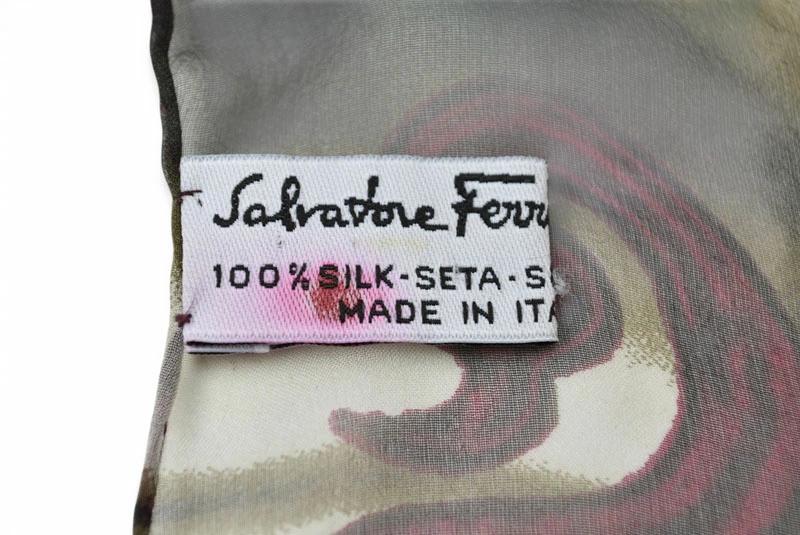 Salvatore Ferr
100% SILK-SETA-S
MADE IN ITA